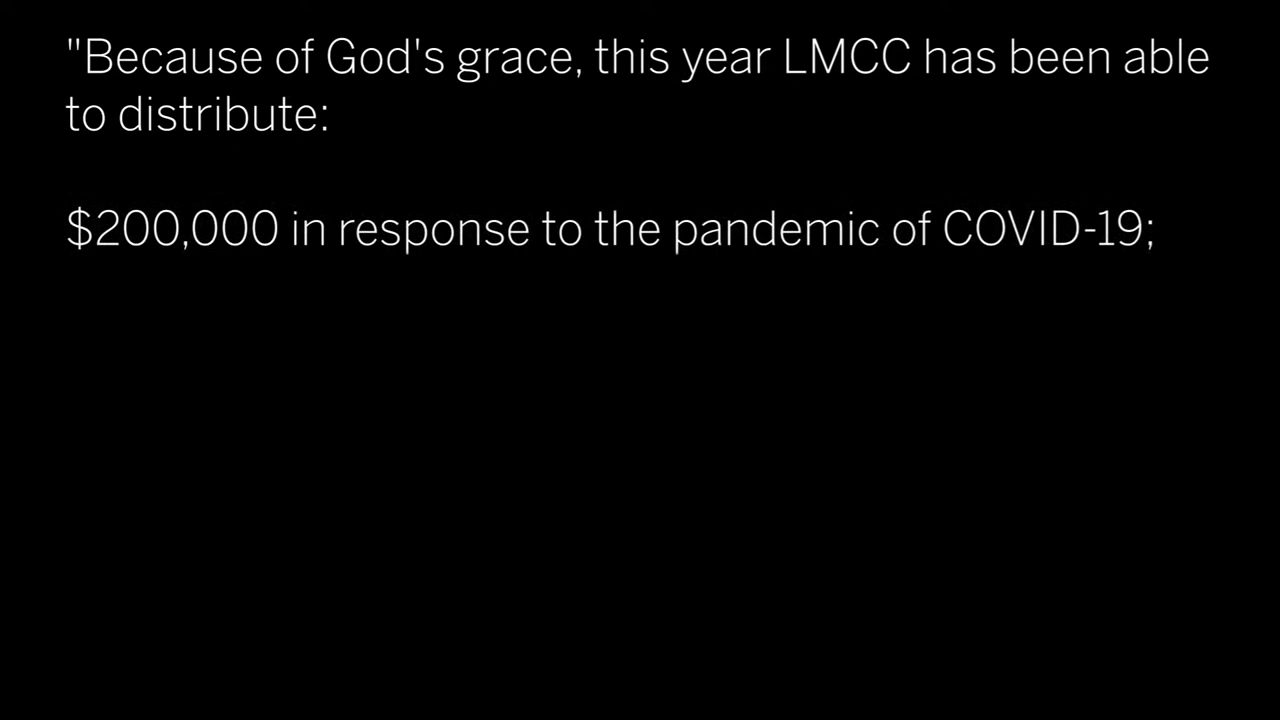 "Because of God's grace, this year LMCC has been able
to distribute:
$200,000 in response to the pandemic of COVID-19;